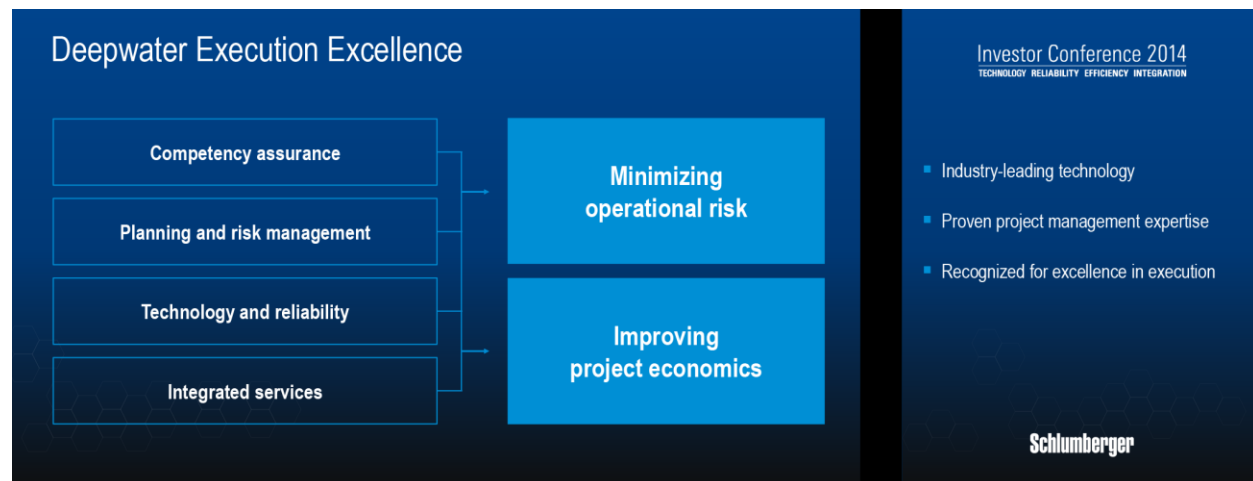 Deepwater Execution Excellence
Competency assurance
Planning and risk management
Technology and reliability
Integrated services
Minimizing
operational risk
Improving
project economics
Investor Conference 2014
TECHNOLOGY RELIABILITY EFFICIENCY INTEGRATION
Industry-leading technology
Proven project management expertise
Recognized for excellence in execution
Schlumberger